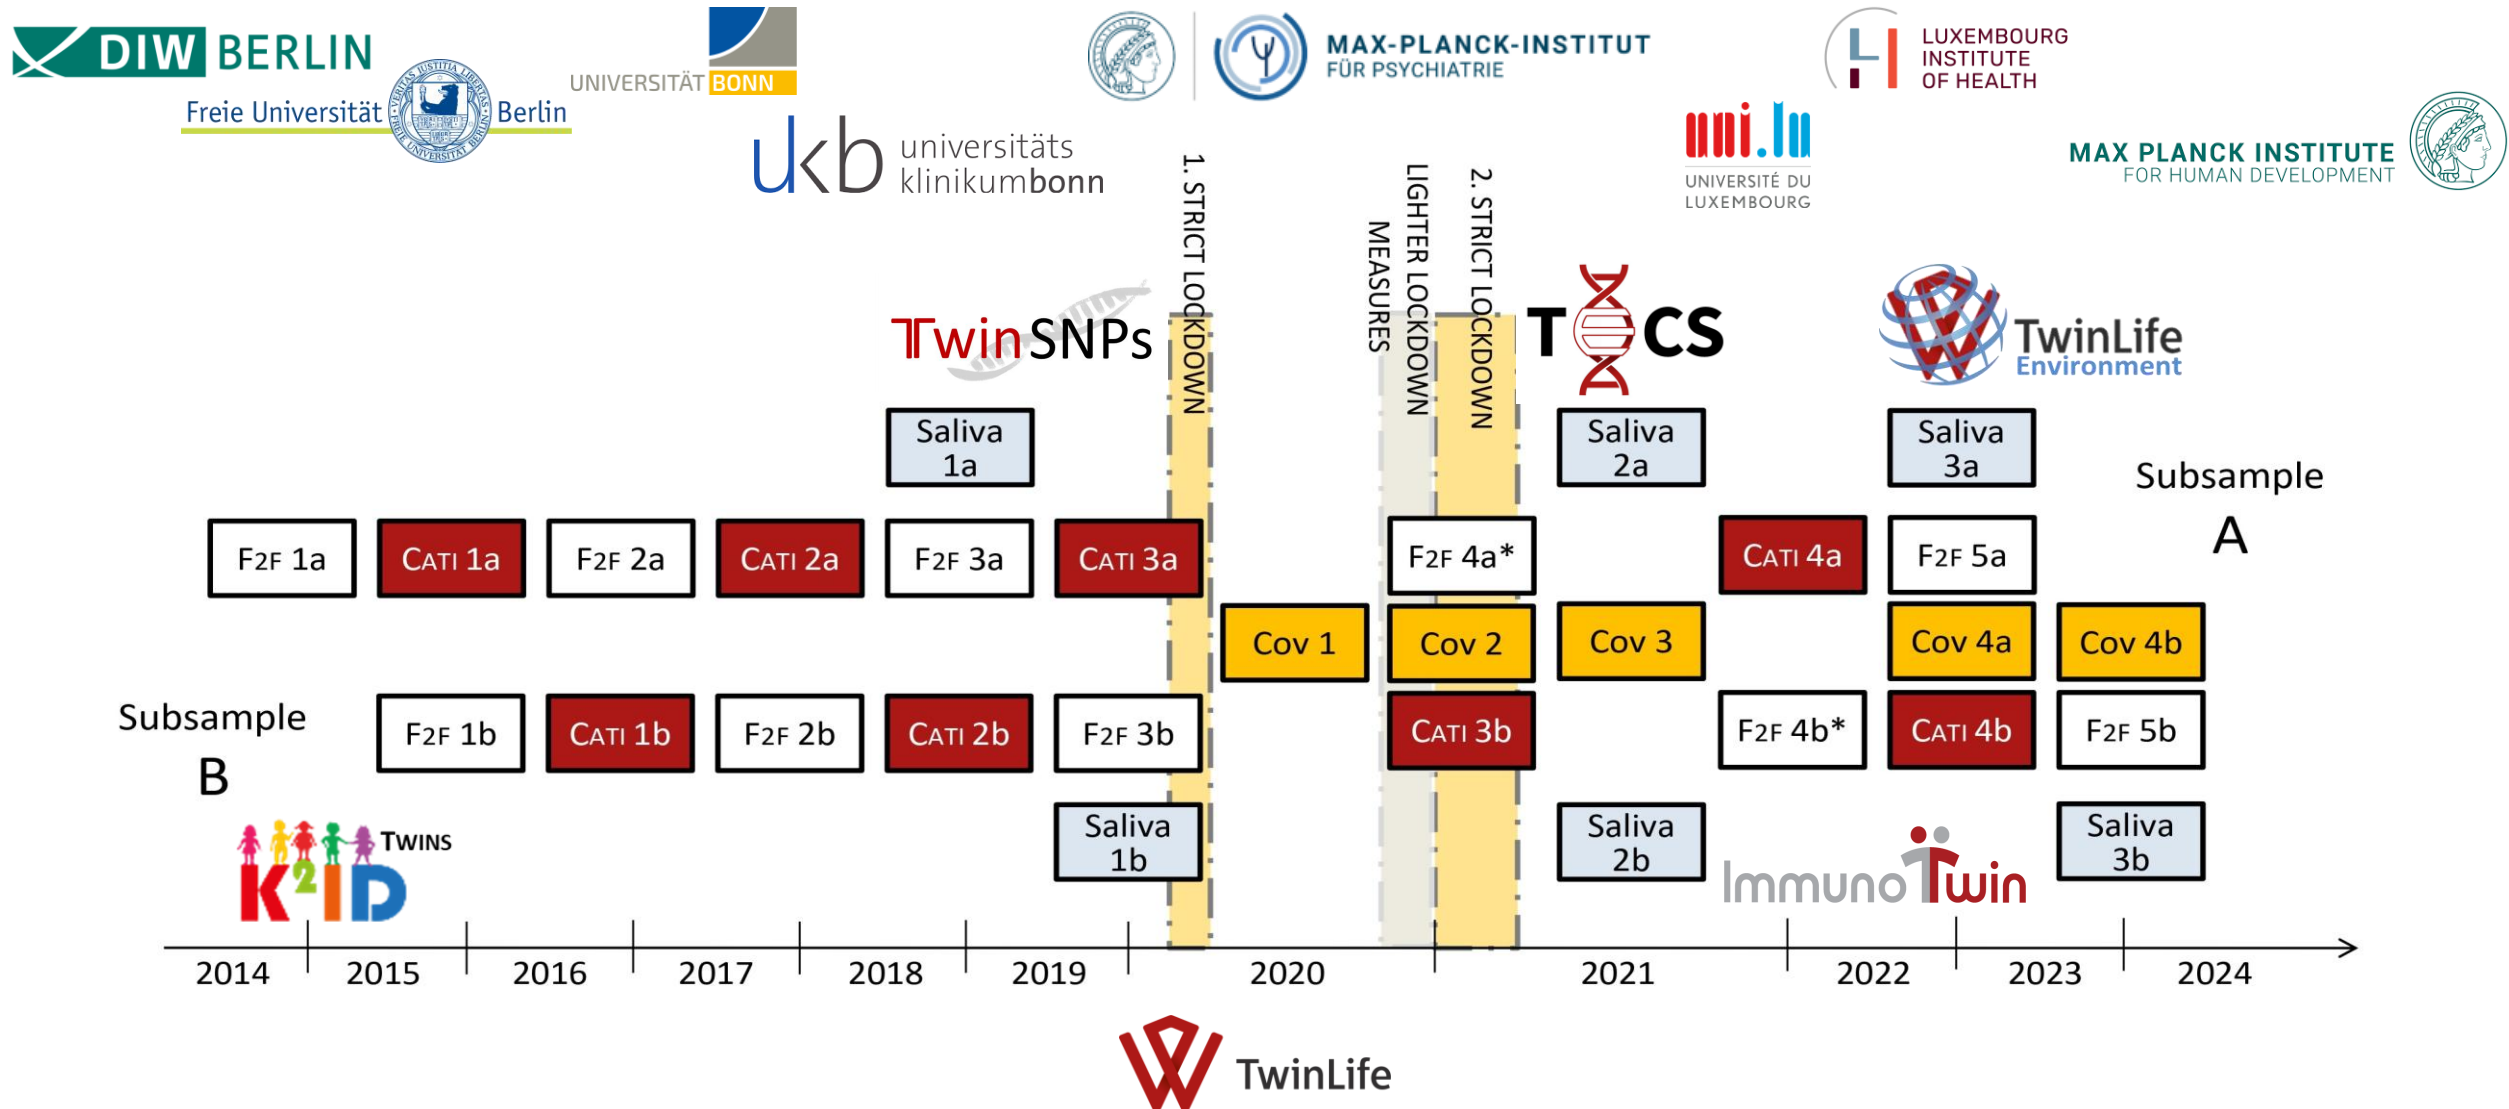 DIW BERLIN
Freie Universität Berlin
UNIVERSITÄT BONN
ukb universitäts
klinikumbonn
MAX-PLANCK-INSTITUT
FÜR PSYCHIATRIE
LUXEMBOURG
INSTITUTE
OF HEALTH
uni.lu
UNIVERSITÉ DU
LUXEMBOURG
MAX PLANCK INSTITUTE
FOR HUMAN DEVELOPMENT
1. STRICT LOCKDOWN
LIGHTER LOCKDOWN
MEASURES
2. STRICT LOCKDOWN
TwinSNPs
TCS
TwinLife
Environment
Saliva
1a
Saliva
2a
Saliva
3a
Subsample
A
F2F 1a
CATI 1a
F2F 2a
CATI 2a
F2F 3a
CATI 3a
F2F 4a*
CATI 4a
F2F 5a
Cov 1
Cov 2
Cov 3
Cov 4a
Cov 4b
Subsample
B
F2F 1b
CATI 1b
F2F 2b
CATI 2b
F2F 3b
CATI 3b
F2F 4b*
CATI 4b
F2F 5b
Saliva
1b
Saliva
2b
Saliva
3b
TWINS
K2ID
ImmunoTwin
2014 2015 2016 2017 2018 2019 2020 2021 2022 2023 2024
TwinLife